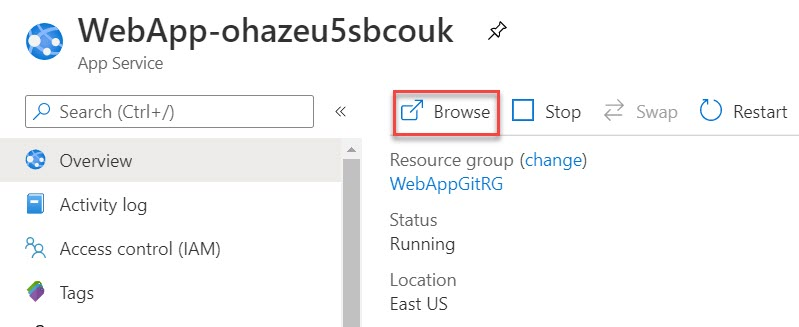 WebApp-ohazeu5sbcouk
App Service
Search (Ctrl+/)
«
Browse Stop Swap Restart
Overview
Activity log
Access control (IAM)
Tags
Resource group (change)
WebAppGitRG
Status
Running
Location
East US